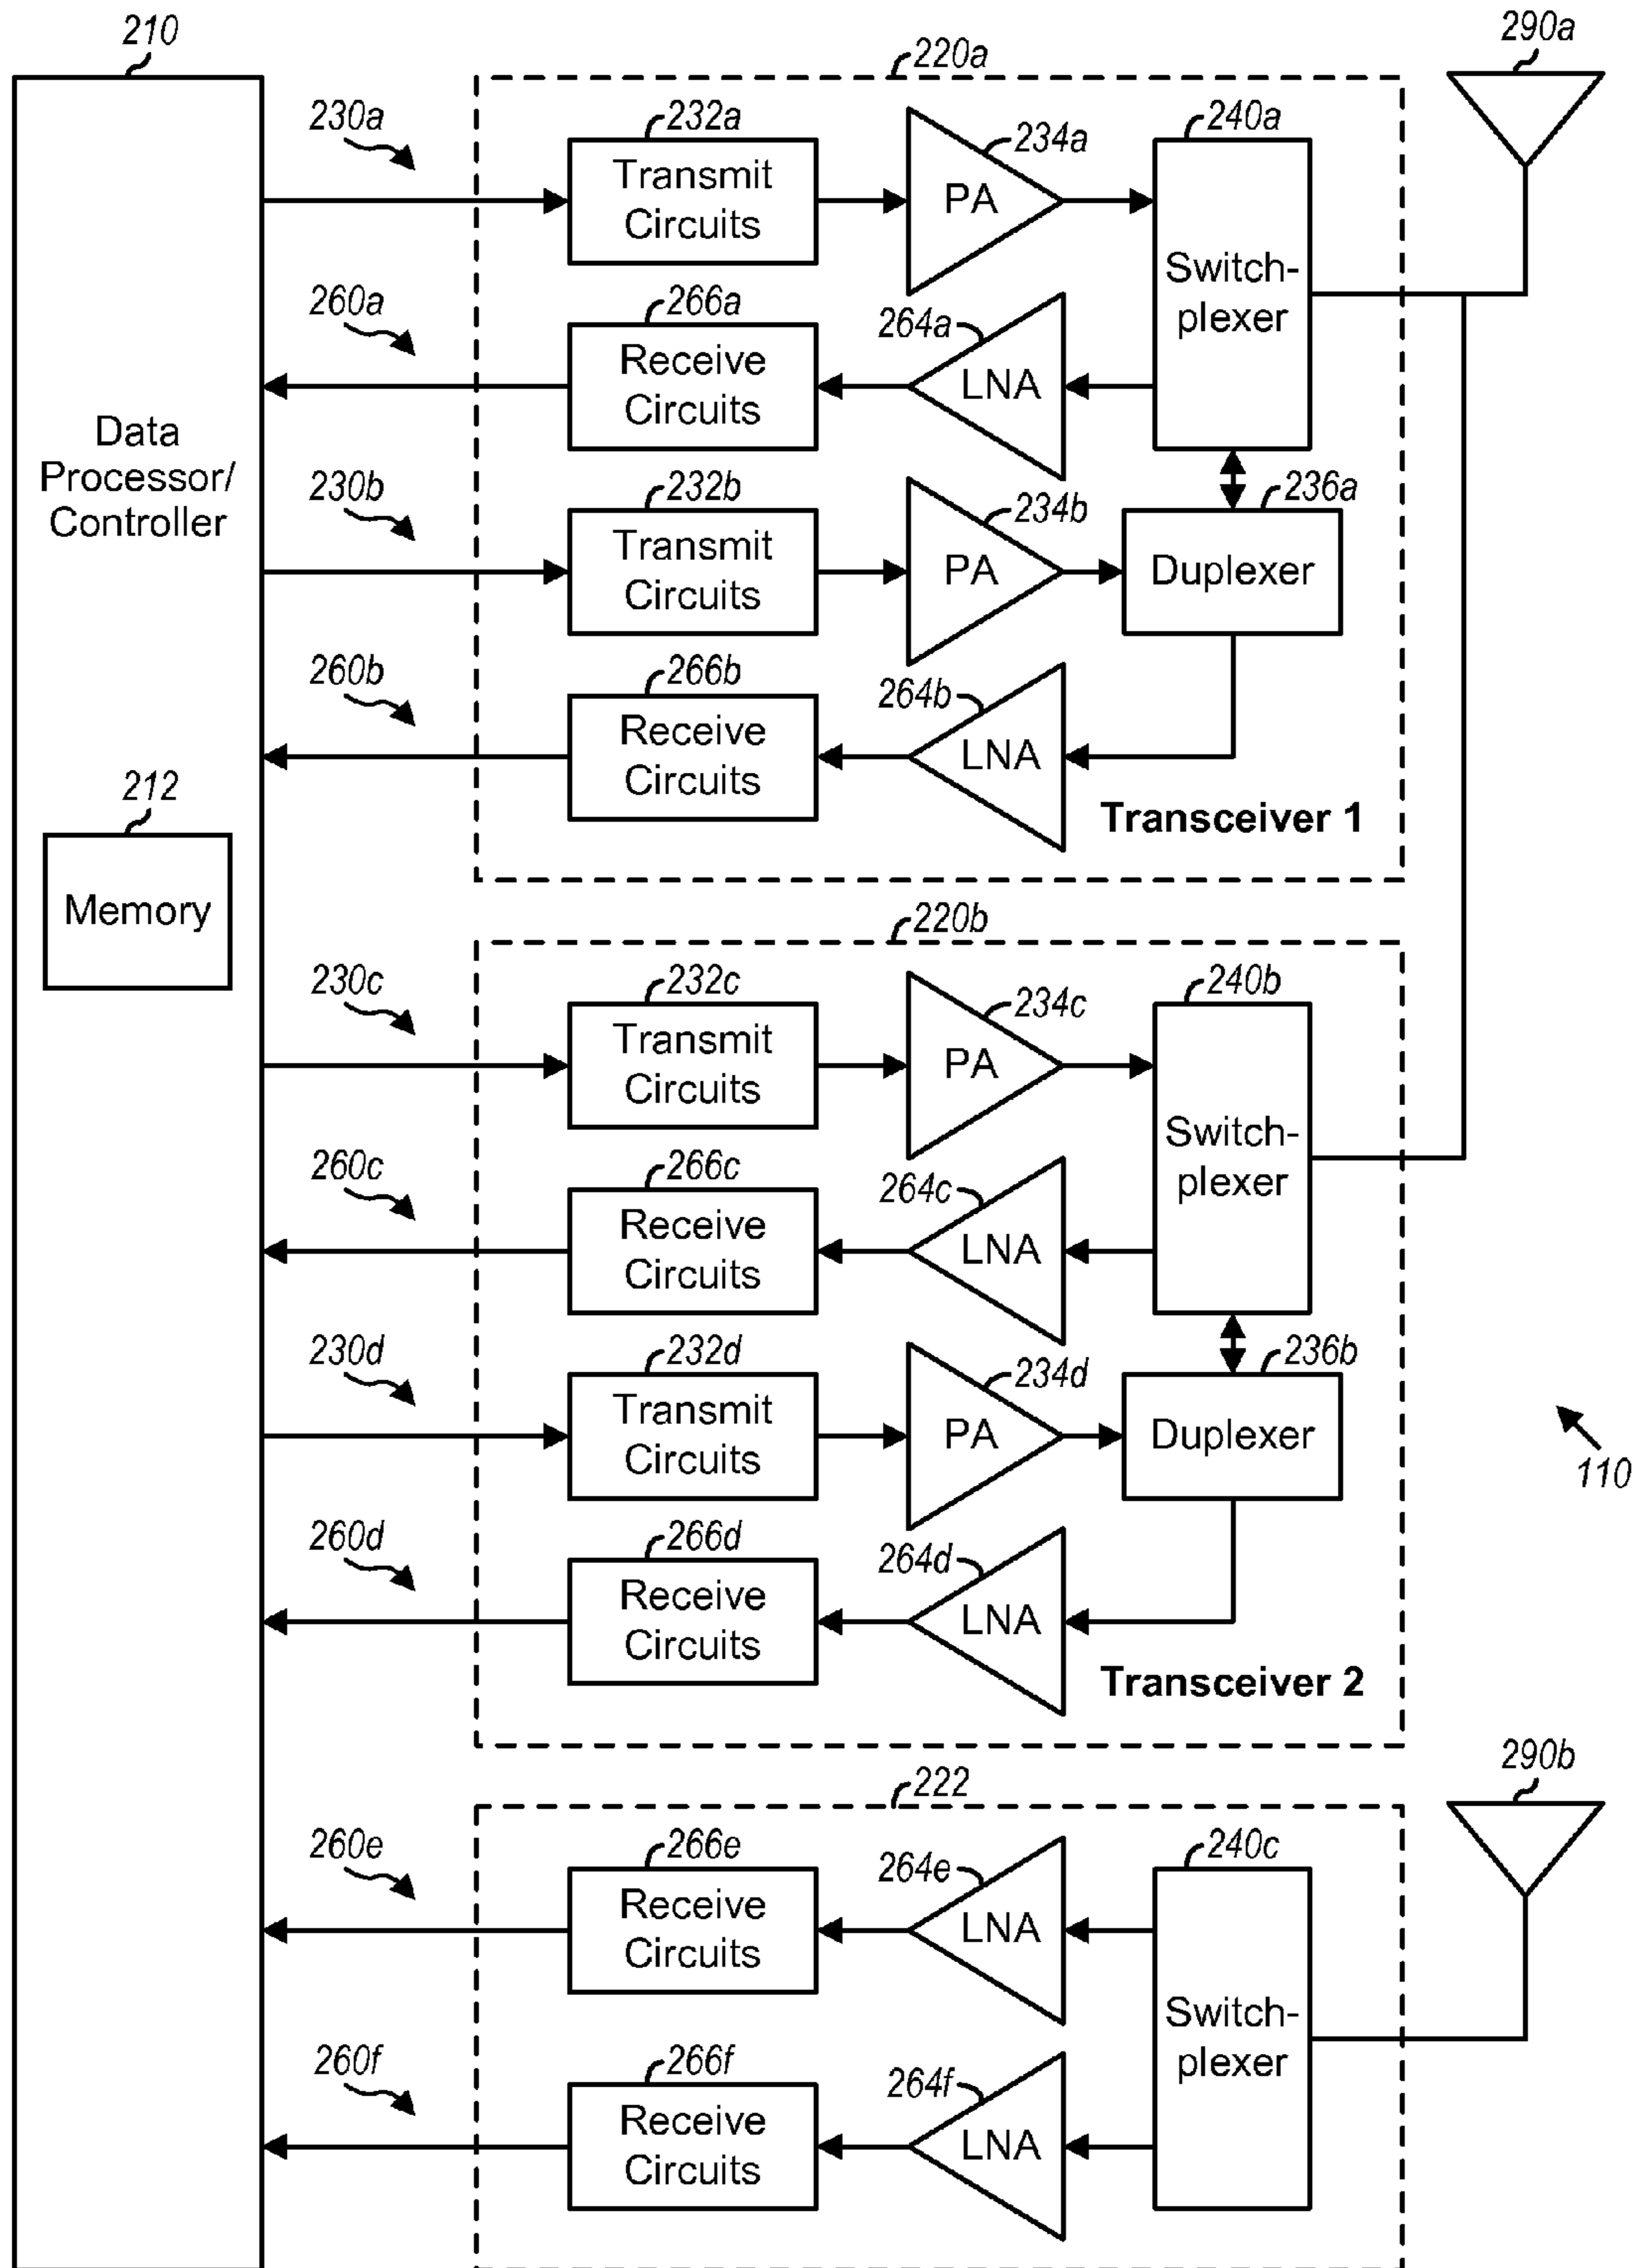 210
220a
290a
230a
232a
234a
240a
Transmit
Circuits
PA
Switch-
plexer
260a
266a
264a
Receive
Circuits
LNA
Data
Processor/
Controller
230b
232b
234b
236a
Transmit
Circuits
PA
Duplexer
260b
266b
264b
Receive
Circuits
LNA
Transceiver 1
212
Memory
220b
230c
232c
234c
240b
Transmit
Circuits
PA
Switch-
plexer
260c
266c
264c
Receive
Circuits
LNA
230d
232d
234d
236b
Transmit
Circuits
PA
Duplexer
110
260d
266d
264d
Receive
Circuits
LNA
Transceiver 2
222
290b
260e
266e
264e
240c
Receive
Circuits
LNA
Switch-
plexer
260f
266f
264f
Receive
Circuits
LNA